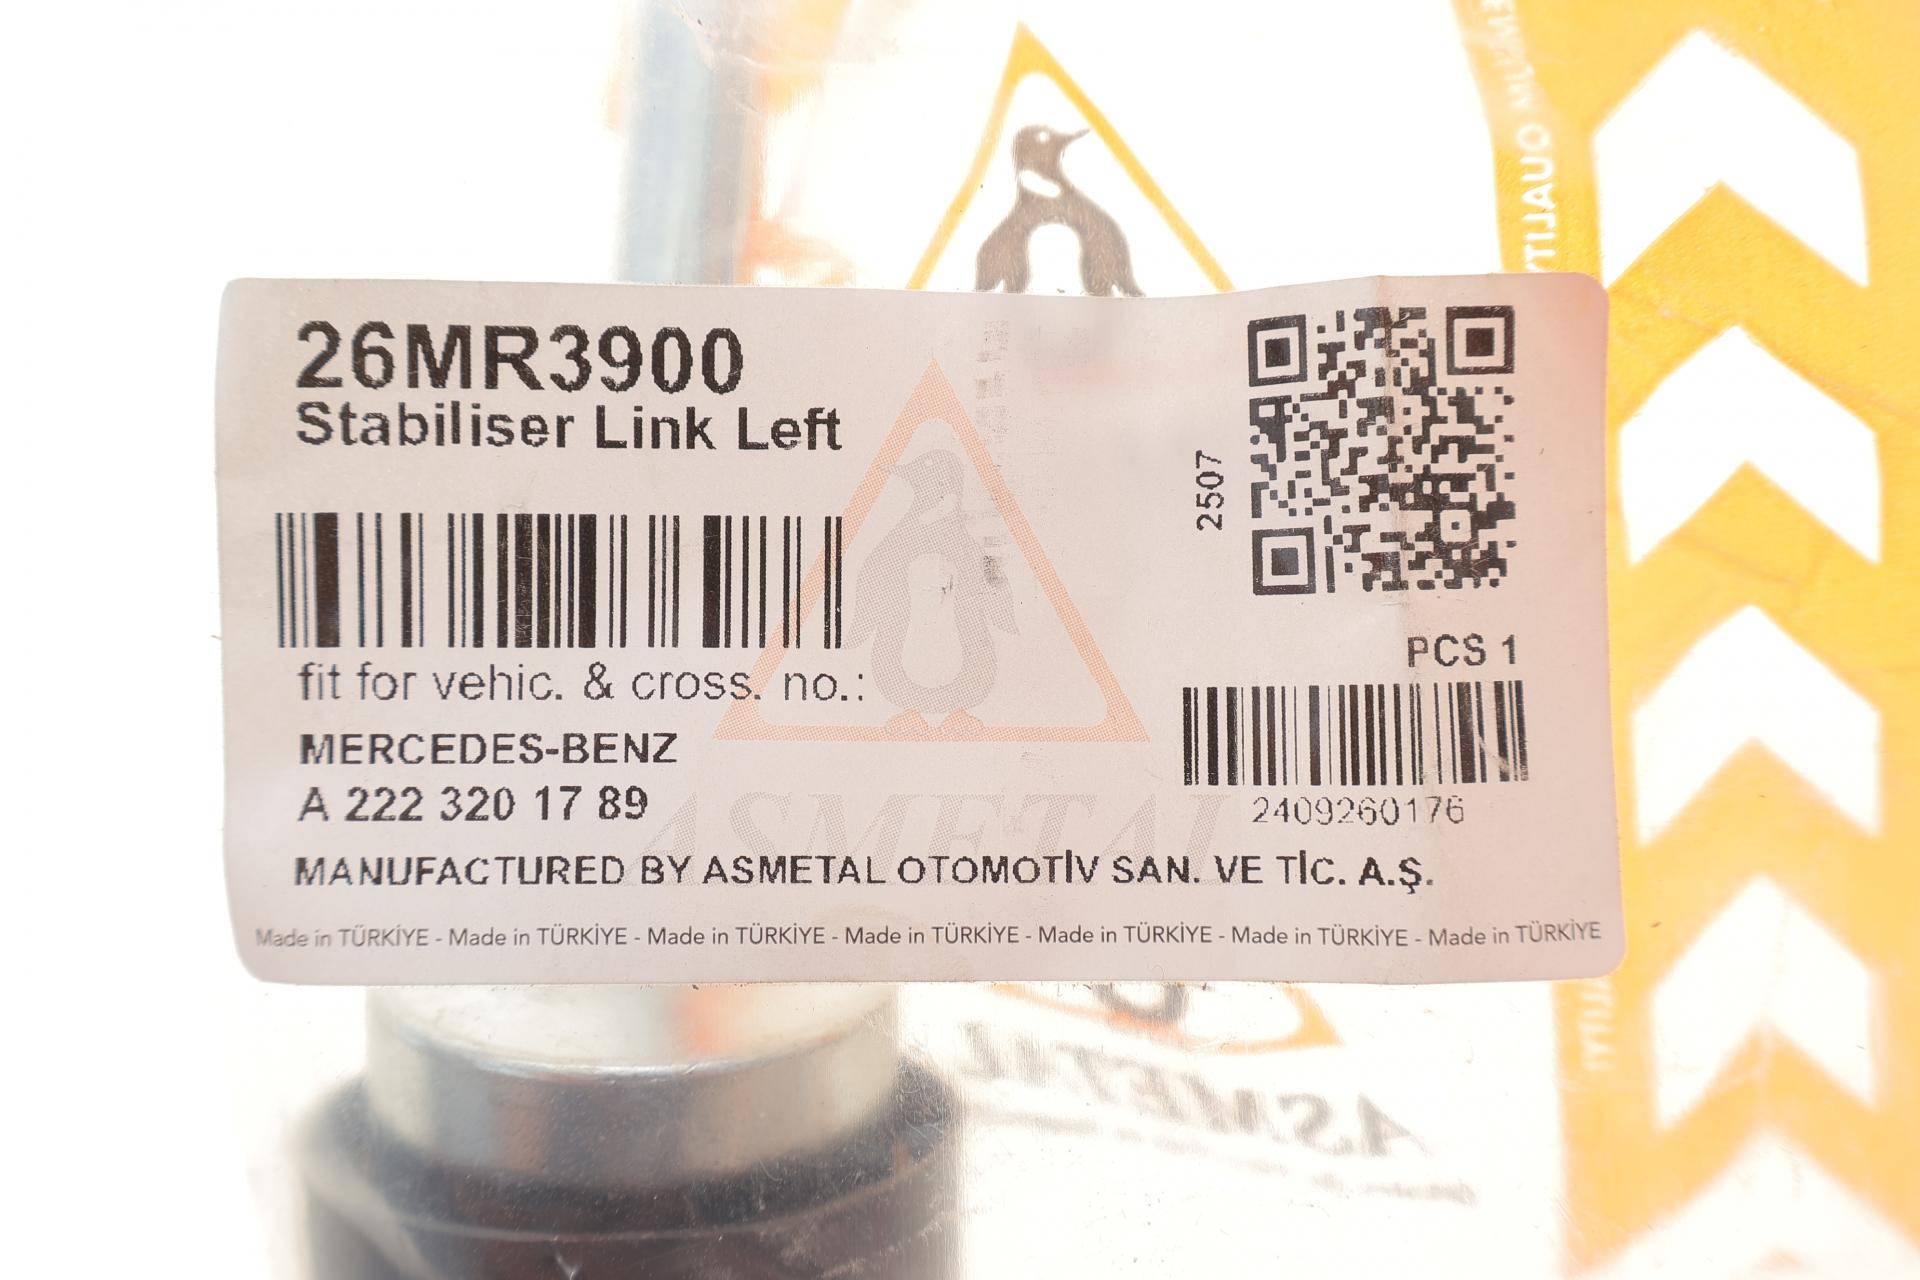 26MR3900
Stabiliser Link Left
2507
fit for vehic. & cross. no.:
PCS 1
MERCEDES-BENZ
A 222 320 17 89
2409260176
ASMETAL
MANUFACTURED BY ASMETAL OTOMOTİV SAN. VE TİC. A.Ş.
Made in TÜRKİYE - Made in TÜRKİYE - Made in TÜRKİYE - Made in TÜRKİYE - Made in TÜRKİYE - Made in TÜRKİYE - Made in TÜRKİYE
ASMETAL